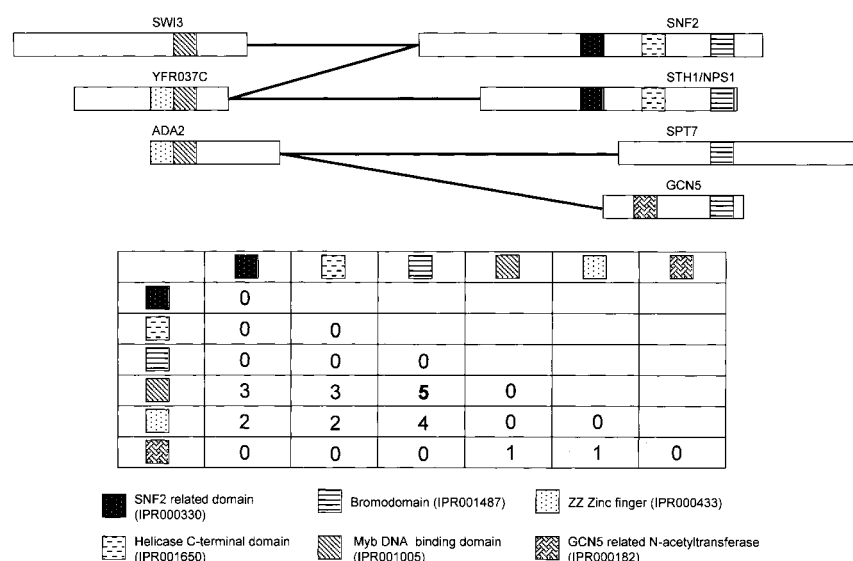 SWI3 SNF2
YFR037C STH1/NPS1
ADA2 SPT7
GCN5
0
0 0
0 0 0
3 3 5 0
2 2 4 0 0
0 0 0 1 1 0
SNF2 related domain (IPR000330)
Bromodomain (IPR001487)
ZZ Zinc finger (IPR000433)
Helicase C-terminal domain (IPR001650)
Myb DNA binding domain (IPR001005)
GCN5 related N-acetyltransferase (IPR000182)